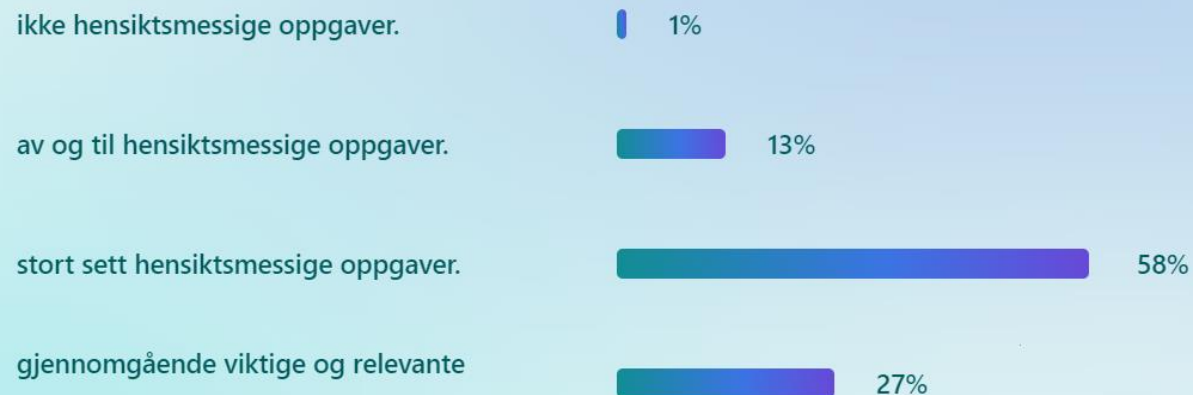 ikke hensiktsmessige oppgaver. 1%
av og til hensiktsmessige oppgaver. 13%
stort sett hensiktsmessige oppgaver. 58%
gjennomgående viktige og relevante
27%